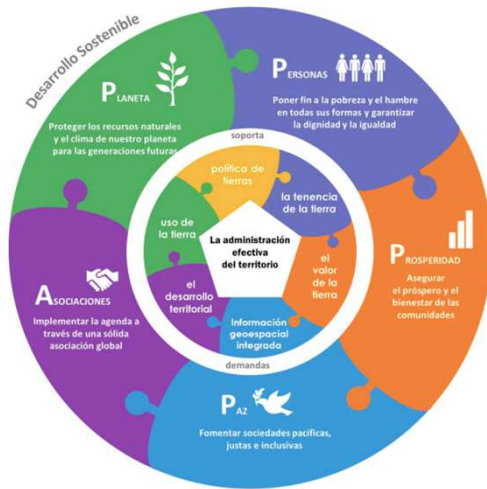 Desarrollo Sostenible
PLANETA
Proteger los recursos naturales
y el clima de nuestro planeta
para las generaciones futuras
PERSONAS
Poner fin a la pobreza y el hambre
en todas sus formas y garantizar
la dignidad y la igualdad
soporta
política de
tierras
la tenencia
de la tierra
uso de
la tierra
La administración
efectiva
del territorio
el
valor de
la tierra
el
desarrollo
territorial
Información
geoespacial
integrada
demandas
PROSPERIDAD
Asegurar
el próspero y el
bienestar de las
comunidades
ASOCIACIONES
Implementar la agenda a
través de una sólida
asociación global
PAZ
Fomentar sociedades pacíficas,
justas e inclusivas